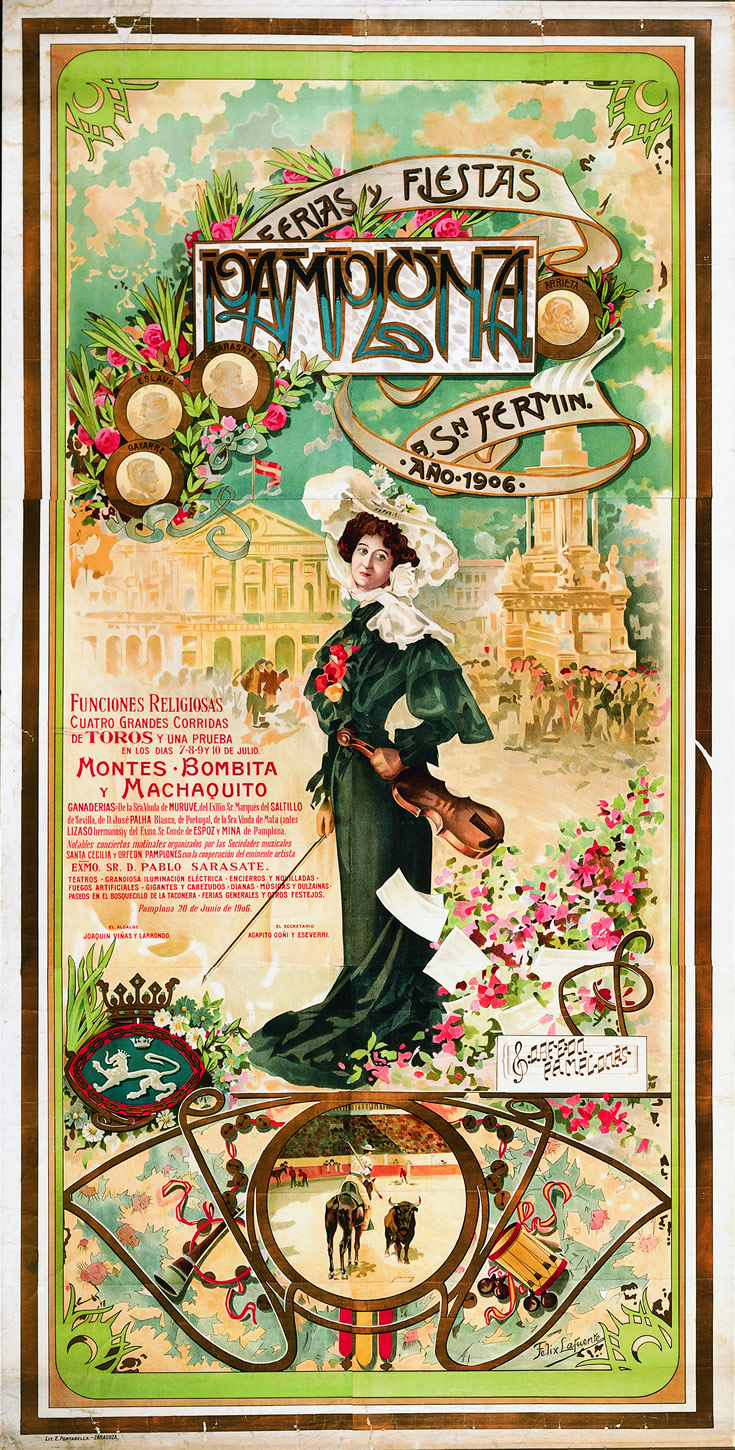 FERIAS y FIESTAS
PAMPLONA
ARRIETA
SARASATE
ESLAVA
GAYARRE
A SN FERMIN.
· AÑO · 1906 ·
FUNCIONES RELIGIOSAS
CUATRO GRANDES CORRIDAS
DE TOROS Y UNA PRUEBA
EN LOS DIAS 7-8-9 Y 10 DE JULIO.
MONTES · BOMBITA
Y MACHAQUITO
GANADERIAS: De la Sra. Viuda de MURUVE, del Exmo. Sr. Marqués del SALTILLO
de Sevilla, de D. José PALHA Blanco, de Portugal, de la Sra. Viuda de Mata (antes
LIZASO hermanos) y del Exmo. Sr. Conde de ESPOZ y MINA de Pamplona.
Notables conciertos matinales organizados por las Sociedades musicales
SANTA CECILIA y ORFEON PAMPLONES con la cooperación del eminente artista
EXMO. SR. D. PABLO SARASATE.
TEATROS - GRANDIOSA ILUMINACIÓN ELÉCTRICA - ENCIERROS Y NOVILLADAS -
FUEGOS ARTIFICIALES - GIGANTES Y CABEZUDOS - DIANAS - MÚSICAS Y DULZAINAS -
PASEOS EN EL BOSQUECILLO DE LA TACONERA - FERIAS GENERALES Y OTROS FESTEJOS.
Pamplona 20 de Junio de 1906.
EL ALCALDE
JOAQUIN VIÑAS Y LARRONDO.
EL SECRETARIO
AGAPITO GOÑI Y ESEVERRI.
ORFEON
PAMPLONÉS
Félix Lafuente
LIT. E. PORTABELLA - ZARAGOZA.